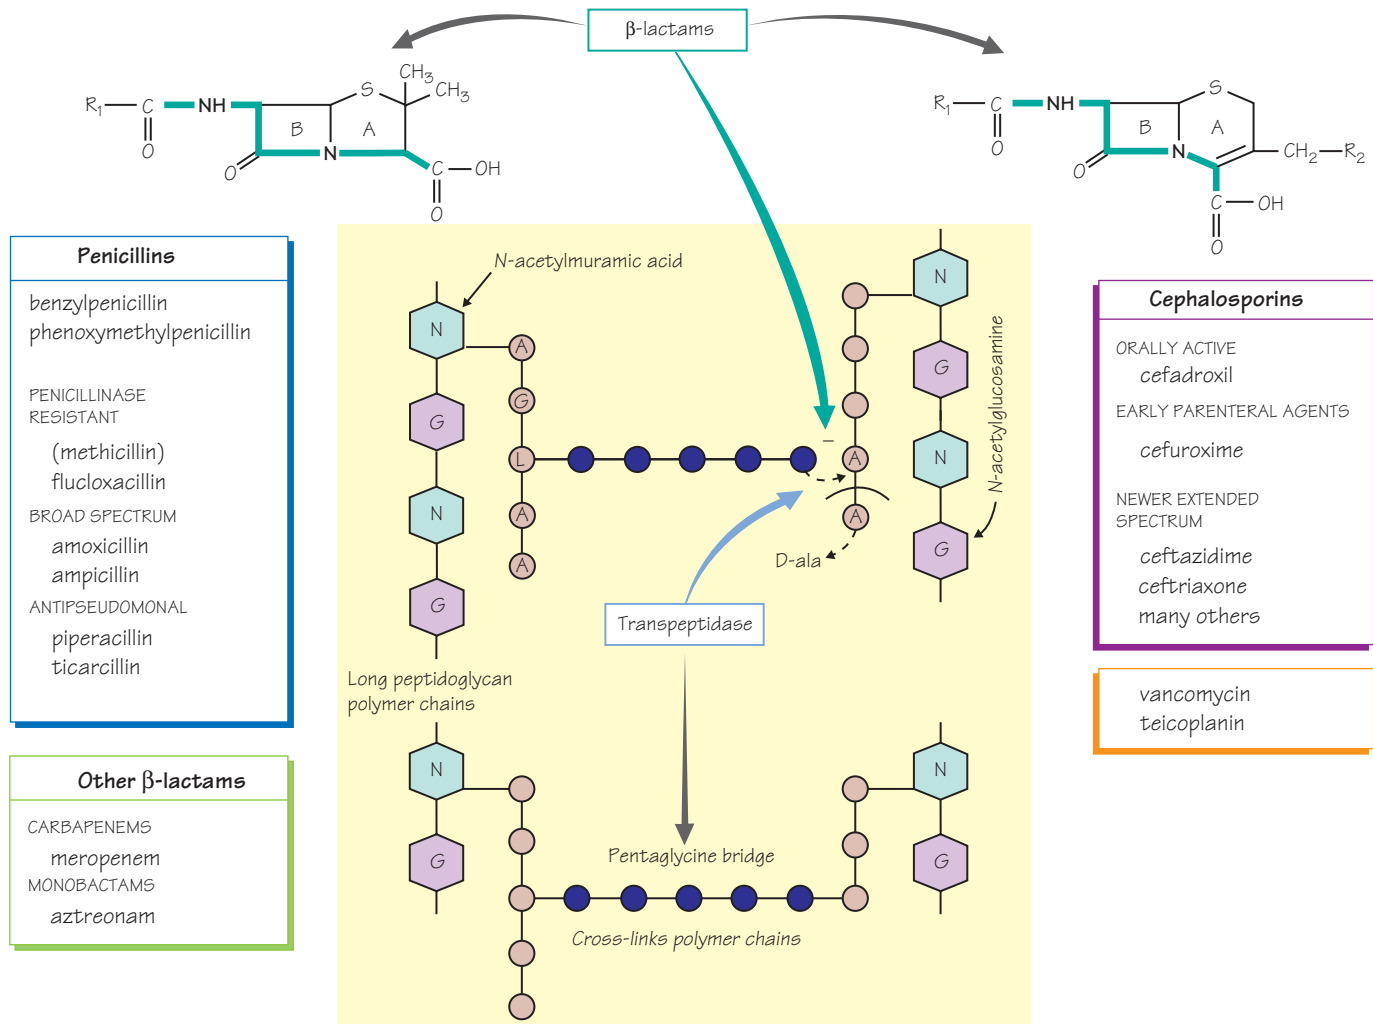 β-lactams
R1
C
O
NH
B
A
S
CH3
CH3
N
O
C
OH
O
R1
C
O
NH
B
A
S
N
O
CH2
R2
C
OH
O
Penicillins
benzylpenicillin
phenoxymethylpenicillin
PENICILLINASE
RESISTANT
(methicillin)
flucloxacillin
BROAD SPECTRUM
amoxicillin
ampicillin
ANTIPSEUDOMONAL
piperacillin
ticarcillin
Other β-lactams
CARBAPENEMS
meropenem
MONOBACTAMS
aztreonam
N-acetylmuramic acid
N
G
N
G
A
G
L
A
A
–
A
A
D-ala
N
G
N
G
N-acetylglucosamine
Transpeptidase
Long peptidoglycan
polymer chains
N
G
Pentaglycine bridge
Cross-links polymer chains
N
G
Cephalosporins
ORALLY ACTIVE
cefadroxil
EARLY PARENTERAL AGENTS
cefuroxime
NEWER EXTENDED
SPECTRUM
ceftazidime
ceftriaxone
many others
vancomycin
teicoplanin